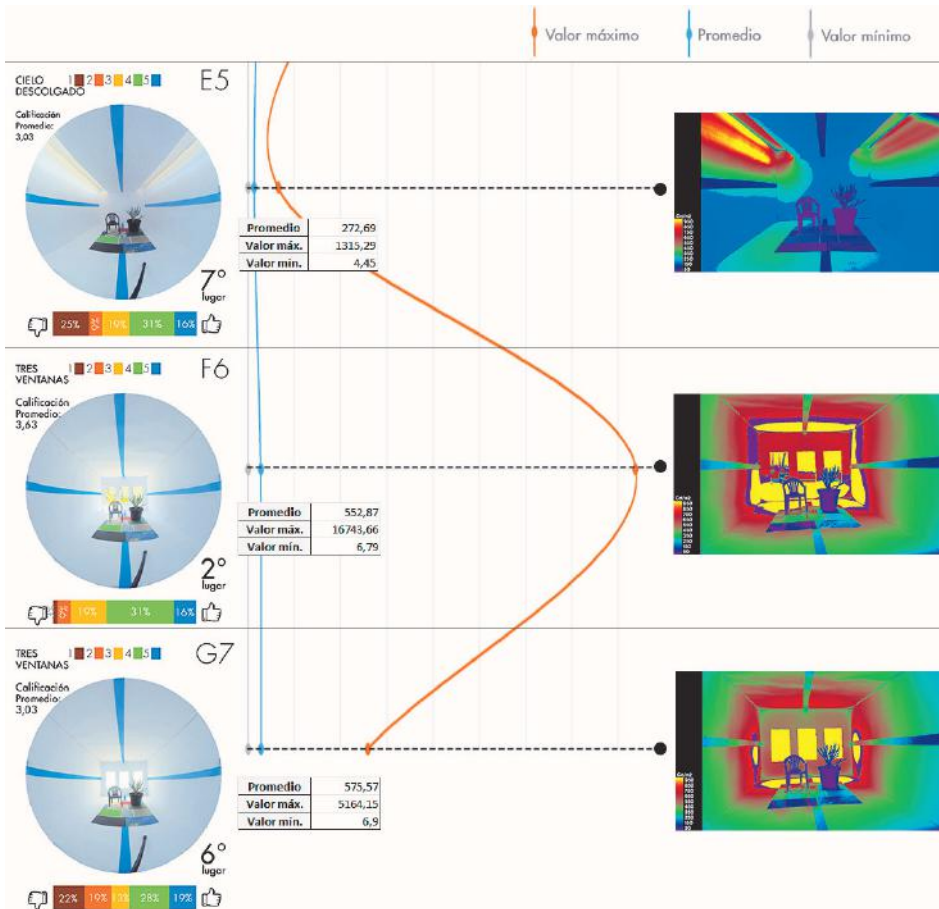 Valor máximo Promedio Valor mínimo
CIELO DESCOLGADO
1 2 3 4 5
E5
Calificación
Promedio:
3,03
Promedio 272,69
Valor máx. 1315,29
Valor mín. 4,45
7°
lugar
25% 19% 31% 16%
TRES
VENTANAS
1 2 3 4 5
F6
Calificación
Promedio:
3,63
Promedio 552,87
Valor máx. 16743,66
Valor mín. 6,79
2°
lugar
19% 31% 16%
TRES
VENTANAS
1 2 3 4 5
G7
Calificación
Promedio:
3,03
Promedio 575,57
Valor máx. 5164,15
Valor mín. 6,9
6°
lugar
22% 19% 13% 28% 19%